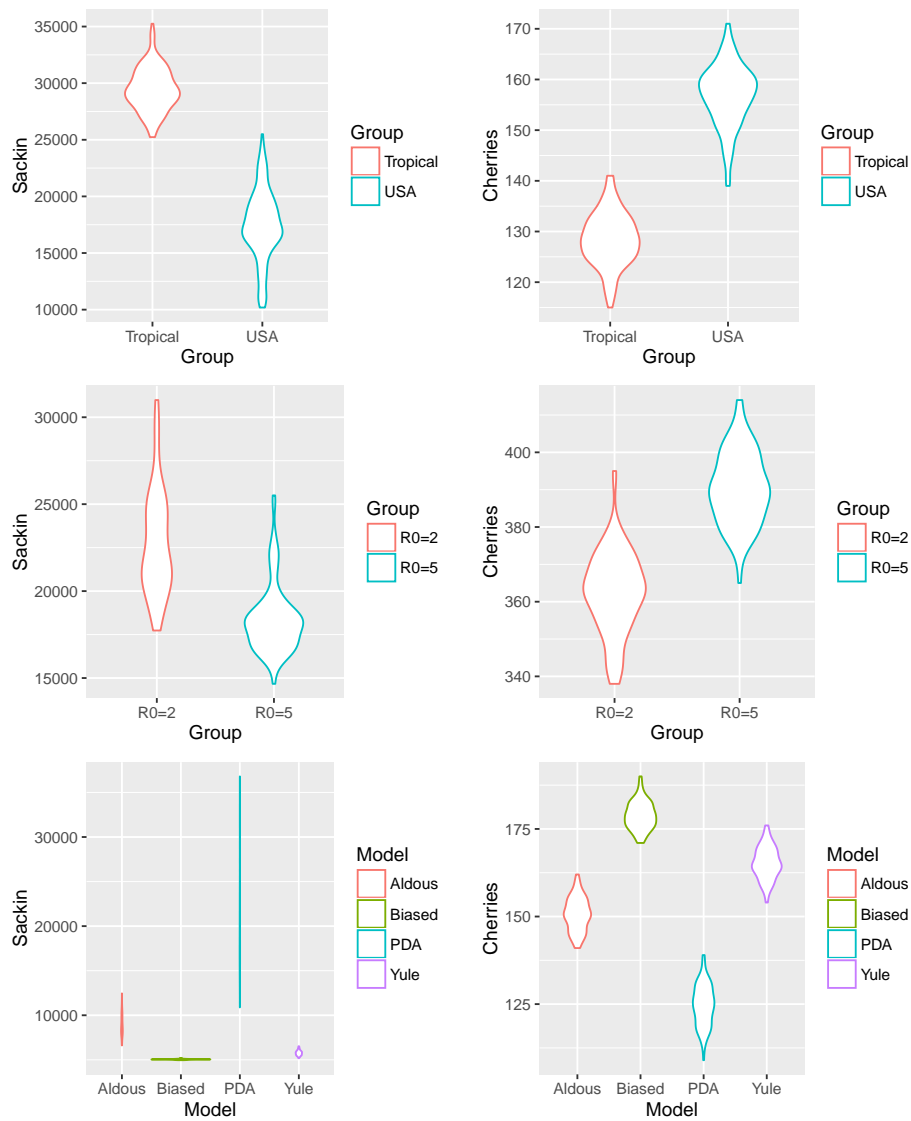 35000
30000
25000
20000
15000
10000
Sackin
Tropical USA
Group
Group
Tropical
USA
170
160
150
140
130
120
Cherries
Tropical USA
Group
Group
Tropical
USA
30000
25000
20000
15000
Sackin
R0=2 R0=5
Group
Group
R0=2
R0=5
400
380
360
340
Cherries
R0=2 R0=5
Group
Group
R0=2
R0=5
30000
20000
10000
Sackin
Aldous Biased PDA Yule
Model
Model
Aldous
Biased
PDA
Yule
175
150
125
Cherries
Aldous Biased PDA Yule
Model
Model
Aldous
Biased
PDA
Yule